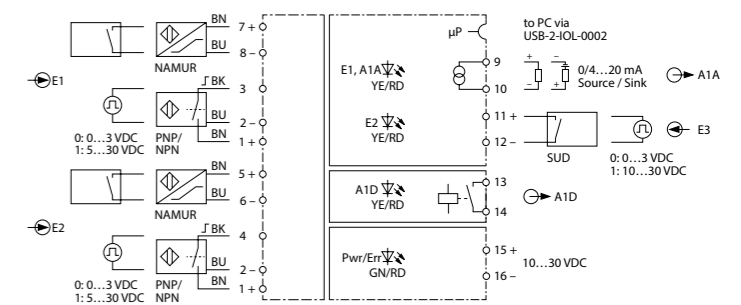 BN
7 +
BU
8 –
NAMUR
E1
BK
3
BU
2 –
BN
1 +
0: 0…3 VDC
1: 5…30 VDC
PNP/
NPN
BN
5 +
BU
6 –
NAMUR
E2
BK
4
BU
2 –
BN
1 +
0: 0…3 VDC
1: 5…30 VDC
PNP/
NPN
µP
to PC via
USB-2-IOL-0002
E1, A1A
YE/RD
9
10
+
–
–
+
0/4…20 mA
Source / Sink
A1A
E2
YE/RD
11 +
12 –
SUD
E3
0: 0…3 VDC
1: 10…30 VDC
A1D
YE/RD
13
14
A1D
Pwr/Err
GN/RD
15 +
16 –
10…30 VDC